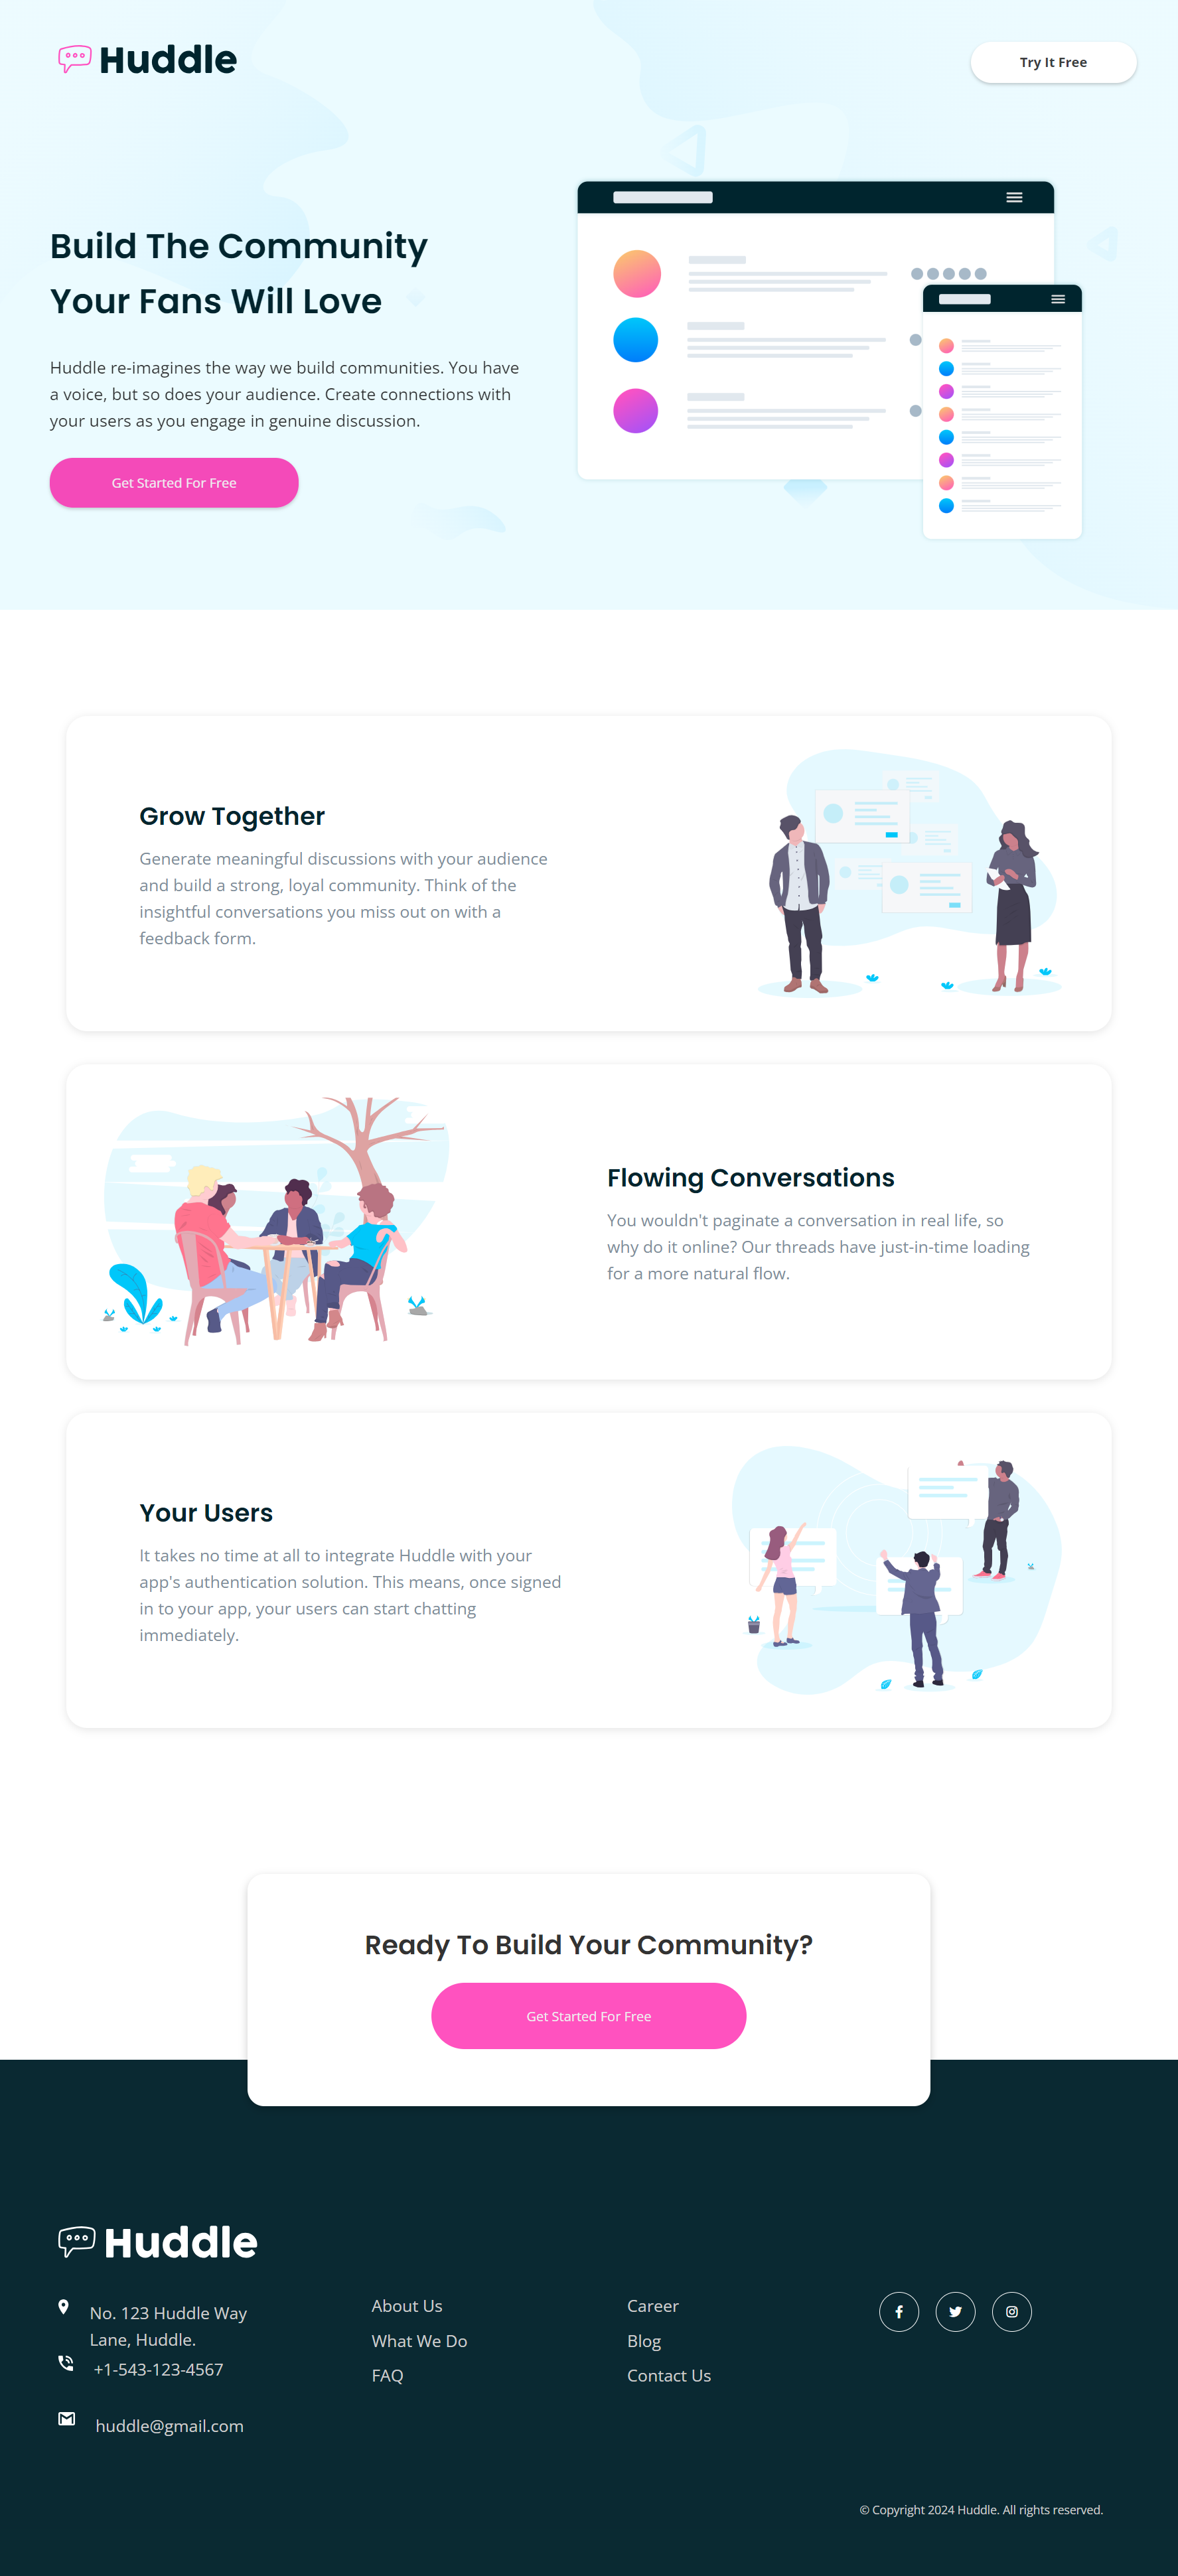 Huddle
Try It Free
Build The Community
Your Fans Will Love
Huddle re-imagines the way we build communities. You have
a voice, but so does your audience. Create connections with
your users as you engage in genuine discussion.
Get Started For Free
Grow Together
Generate meaningful discussions with your audience
and build a strong, loyal community. Think of the
insightful conversations you miss out on with a
feedback form.
Flowing Conversations
You wouldn't paginate a conversation in real life, so
why do it online? Our threads have just-in-time loading
for a more natural flow.
Your Users
It takes no time at all to integrate Huddle with your
app's authentication solution. This means, once signed
in to your app, your users can start chatting
immediately.
Ready To Build Your Community?
Get Started For Free
Huddle
No. 123 Huddle Way
Lane, Huddle.
+1-543-123-4567
huddle@gmail.com
About Us
What We Do
FAQ
Career
Blog
Contact Us
© Copyright 2024 Huddle. All rights reserved.